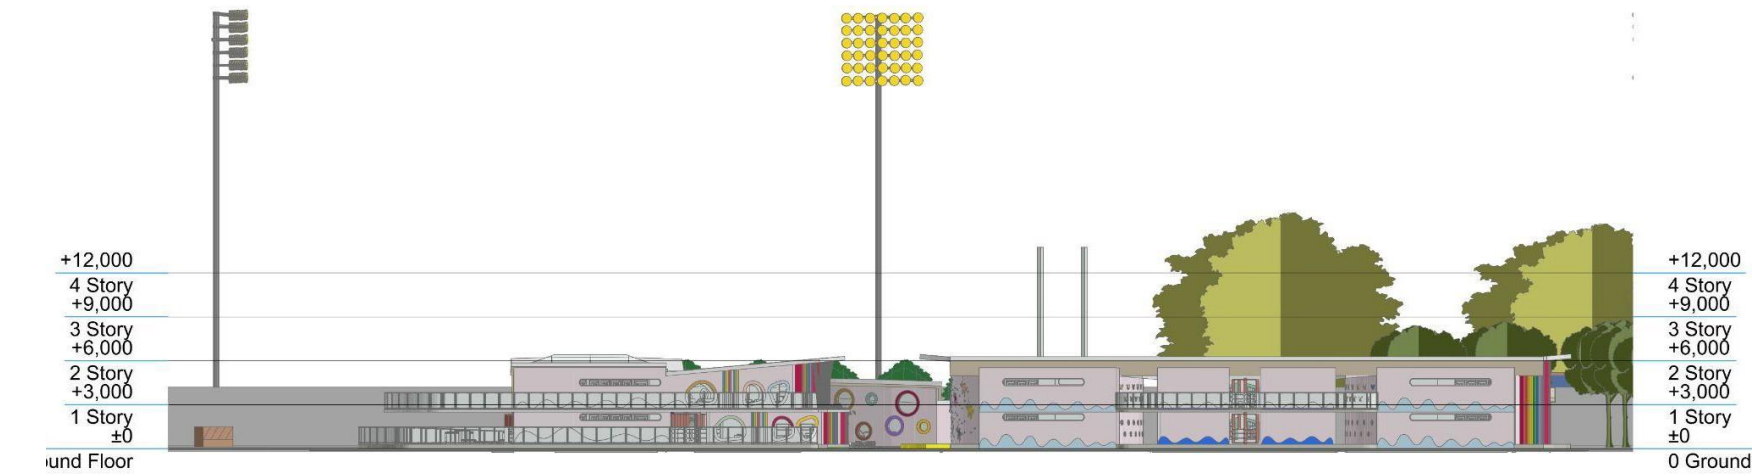 +12,000
4 Story
+9,000
3 Story
+6,000
2 Story
+3,000
1 Story
±0
und Floor
+12,000
4 Story
+9,000
3 Story
+6,000
2 Story
+3,000
1 Story
±0
0 Ground